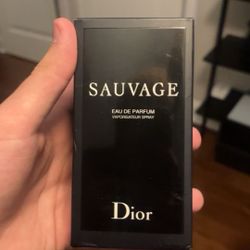 SAUVAGE
EAU DE PARFUM
VAPORISATEUR SPRAY
Dior